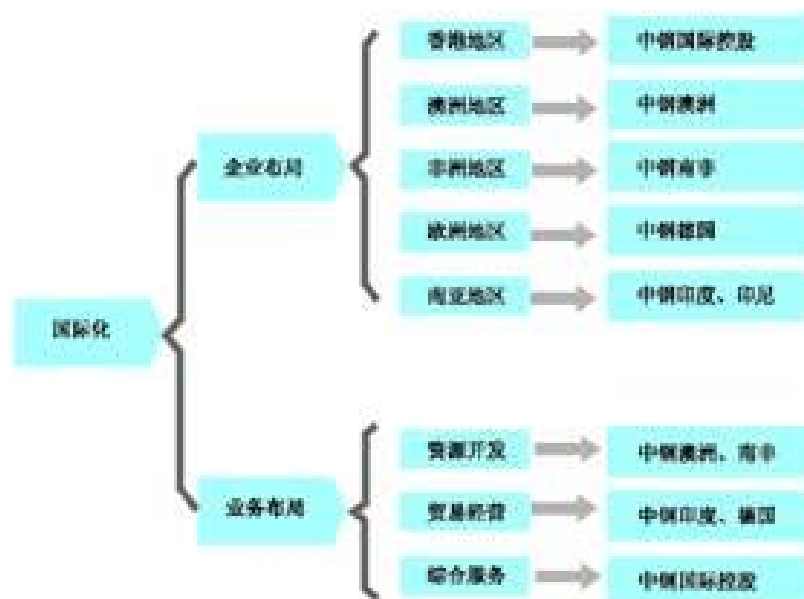 香港地区
中钢国际控股
澳洲地区
中钢澳洲
企业布局
非洲地区
中钢南非
欧洲地区
中钢德国
南亚地区
中钢印度、印尼
国际化
资源开发
中钢澳洲、南非
业务布局
贸易经营
中钢印度、德国
综合服务
中钢国际控股